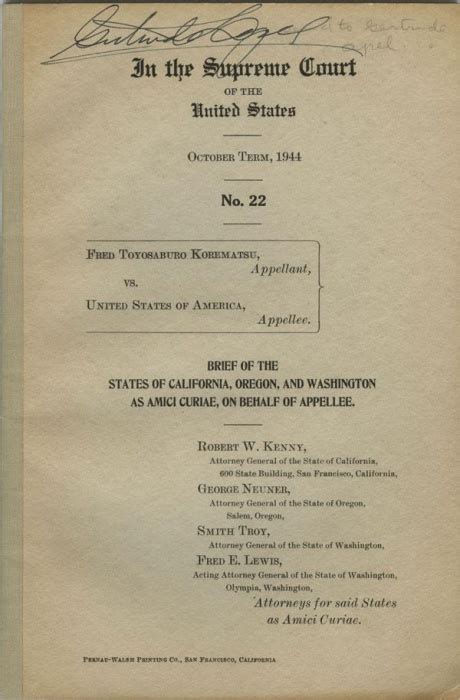 Gertrude Apel
to Gertrude
Apel
In the Supreme Court
OF THE
United States
OCTOBER TERM, 1944
No. 22
FRED TOYOSABURO KOREMATSU,
Appellant,
VS.
UNITED STATES OF AMERICA,
Appellee.
BRIEF OF THE
STATES OF CALIFORNIA, OREGON, AND WASHINGTON
AS AMICI CURIAE, ON BEHALF OF APPELLEE.
ROBERT W. KENNY,
Attorney General of the State of California,
600 State Building, San Francisco, California,
GEORGE NEUNER,
Attorney General of the State of Oregon,
Salem, Oregon,
SMITH TROY,
Attorney General of the State of Washington,
FRED E. LEWIS,
Acting Attorney General of the State of Washington,
Olympia, Washington,
Attorneys for said States
as Amici Curiae.
PERNAU-WALSH PRINTING CO., SAN FRANCISCO, CALIFORNIA